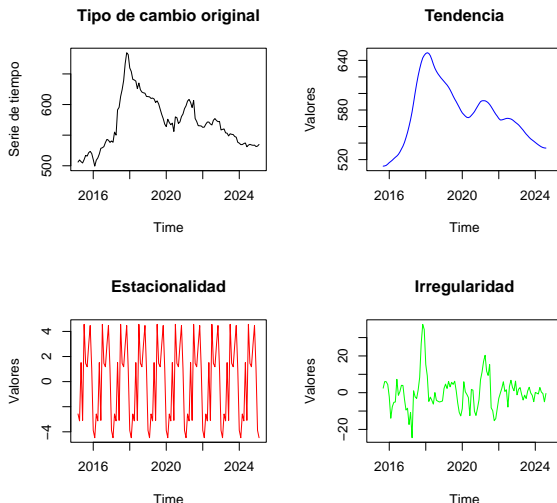 Tipo de cambio original
Serie de tiempo
600
500
2016
2020
2024
Time
Tendencia
Valores
640
580
520
2016
2020
2024
Time
Estacionalidad
Valores
4
2
0
−4
2016
2020
2024
Time
Irregularidad
Valores
20
0
−20
2016
2020
2024
Time